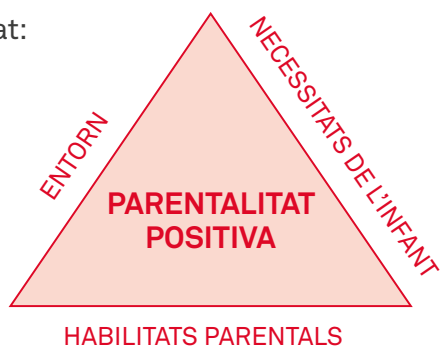 at:
ENTORN
NECESSITATS DE L'INFANT
PARENTALITAT
POSITIVA
HABILITATS PARENTALS